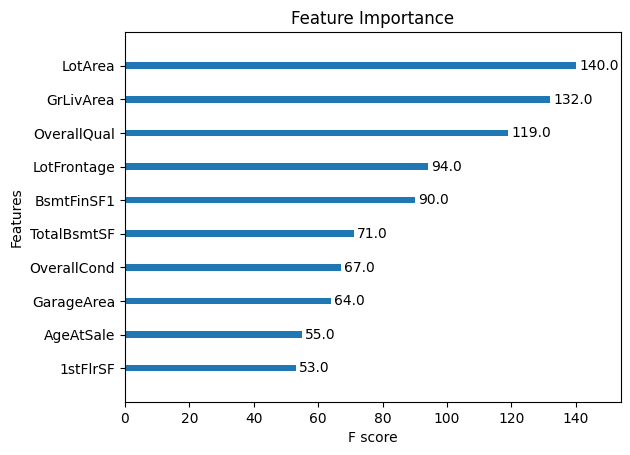 Feature Importance
LotArea 140.0
GrLivArea 132.0
OverallQual 119.0
LotFrontage 94.0
BsmtFinSF1 90.0
TotalBsmtSF 71.0
OverallCond 67.0
GarageArea 64.0
AgeAtSale 55.0
1stFlrSF 53.0
Features
0 20 40 60 80 100 120 140
F score